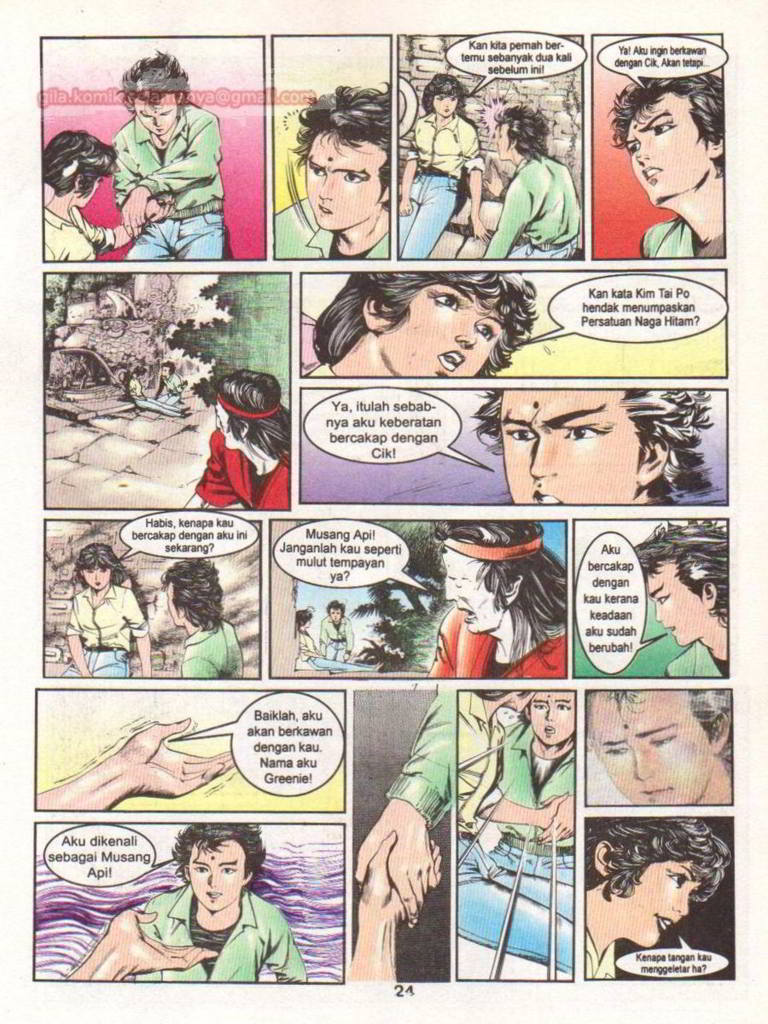 gila.komik
nya@gmail.com
Kan kita pernah ber-
temu sebanyak dua kali
sebelum ini!
Ya! Aku ingin berkawan
dengan Cik, Akan tetapi...
Kan kata Kim Tai Po
hendak menumpaskan
Persatuan Naga Hitam?
Ya, itulah sebab-
nya aku keberatan
bercakap dengan
Cik!
Habis, kenapa kau
bercakap dengan aku ini
sekarang?
Musang Api!
Janganlah kau seperti
mulut tempayan
ya?
Aku
bercakap
dengan
kau kerana
keadaan
aku sudah
berubah!
Baiklah, aku
akan berkawan
dengan kau.
Nama aku
Greenie!
Aku dikenali
sebagai Musang
Api!
Kenapa tangan kau
menggeletar ha?
24